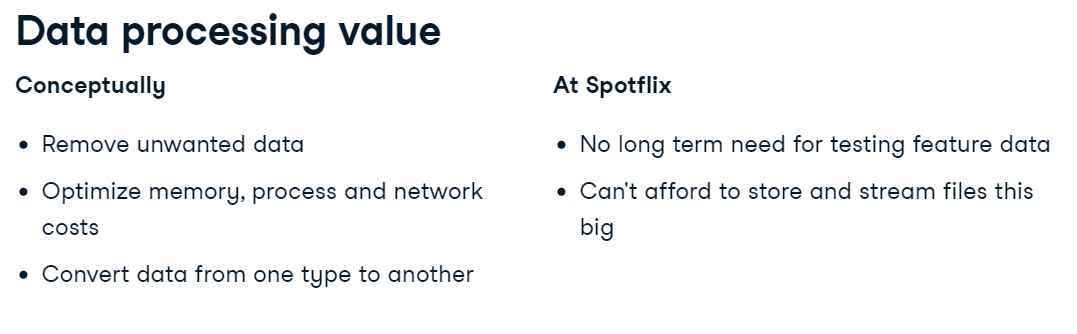 Data processing value
Conceptually
• Remove unwanted data
• Optimize memory, process and network
costs
• Convert data from one type to another
At Spotflix
• No long term need for testing feature data
• Can't afford to store and stream files this
big